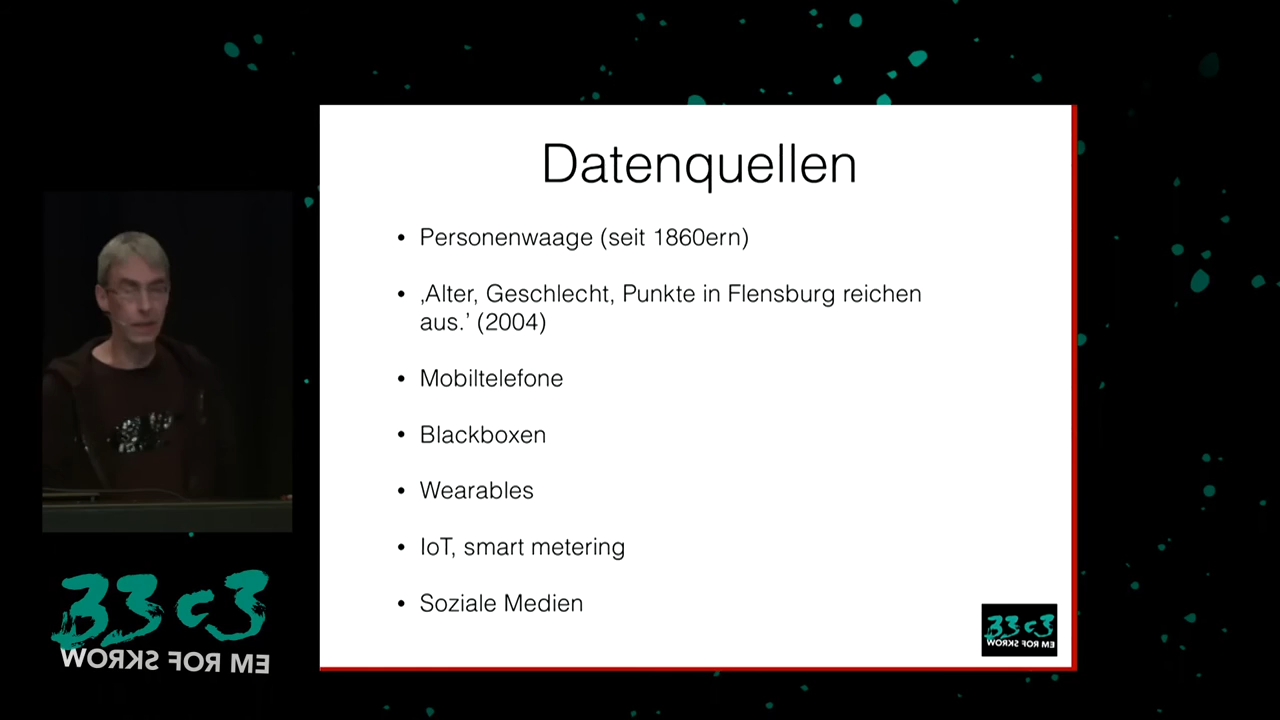 Datenquellen
• Personenwaage (seit 1860ern)
• ‚Alter, Geschlecht, Punkte in Flensburg reichen
aus.’ (2004)
• Mobiltelefone
• Blackboxen
• Wearables
• IoT, smart metering
• Soziale Medien
33c3
WORKS FOR ME
33c3
WORKS FOR ME